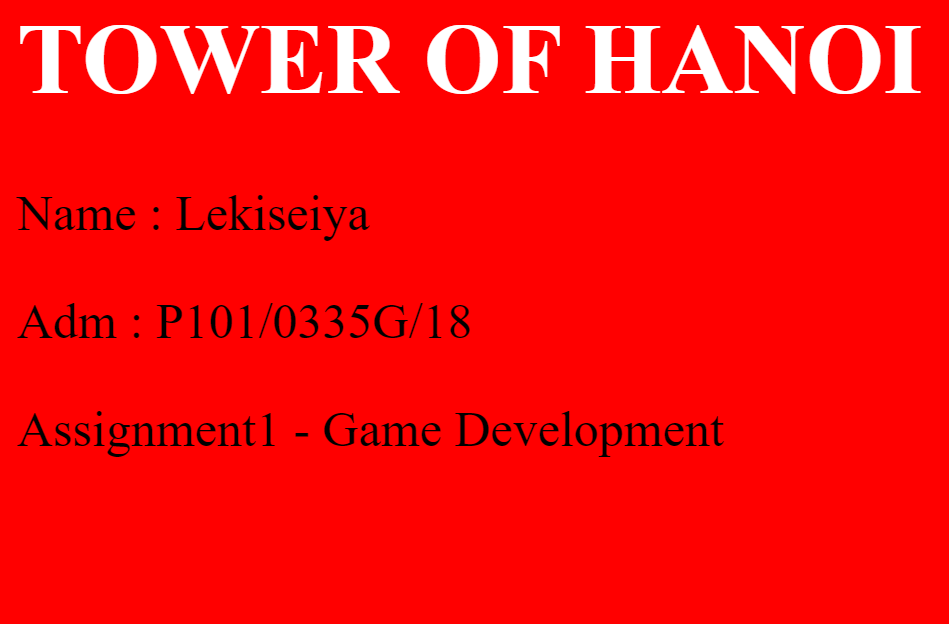 TOWER OF HANOI
Name : Lekiseiya
Adm : P101/0335G/18
Assignment1 - Game Development